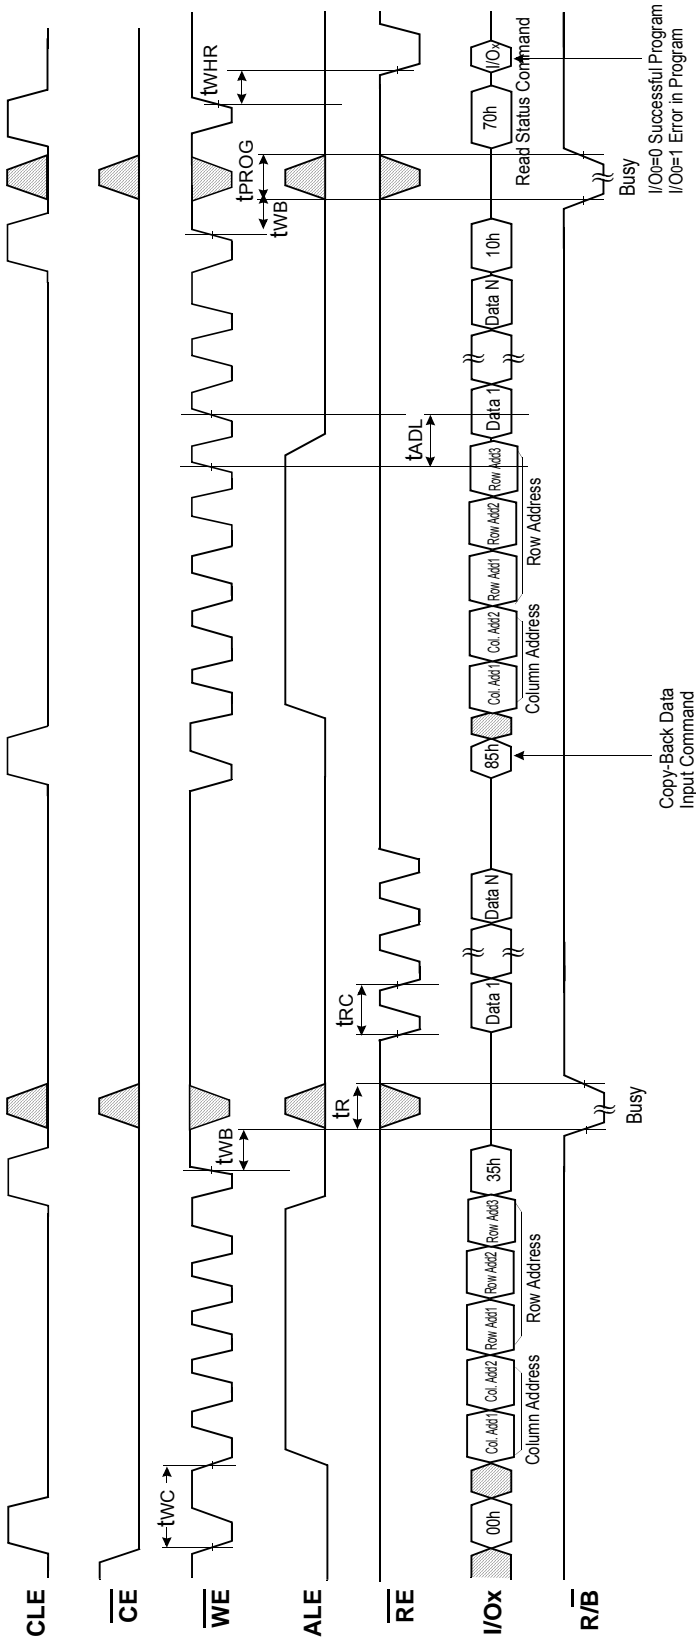 CLE
CE
WE
tWC
tWB
tWB
tPROG
tWHR
ALE
RE
tR
tRC
tADL
I/Ox
00h
Col. Add1
Col. Add2
Row Add1
Row Add2
Row Add3
35h
Data 1
Data N
85h
Col. Add1
Col. Add2
Row Add1
Row Add2
Row Add3
Data 1
Data N
10h
70h
I/Ox
Column Address
Row Address
Column Address
Row Address
Read Status Command
R/B
Busy
Busy
Copy-Back Data
Input Command
I/O0=0 Successful Program
I/O0=1 Error in Program